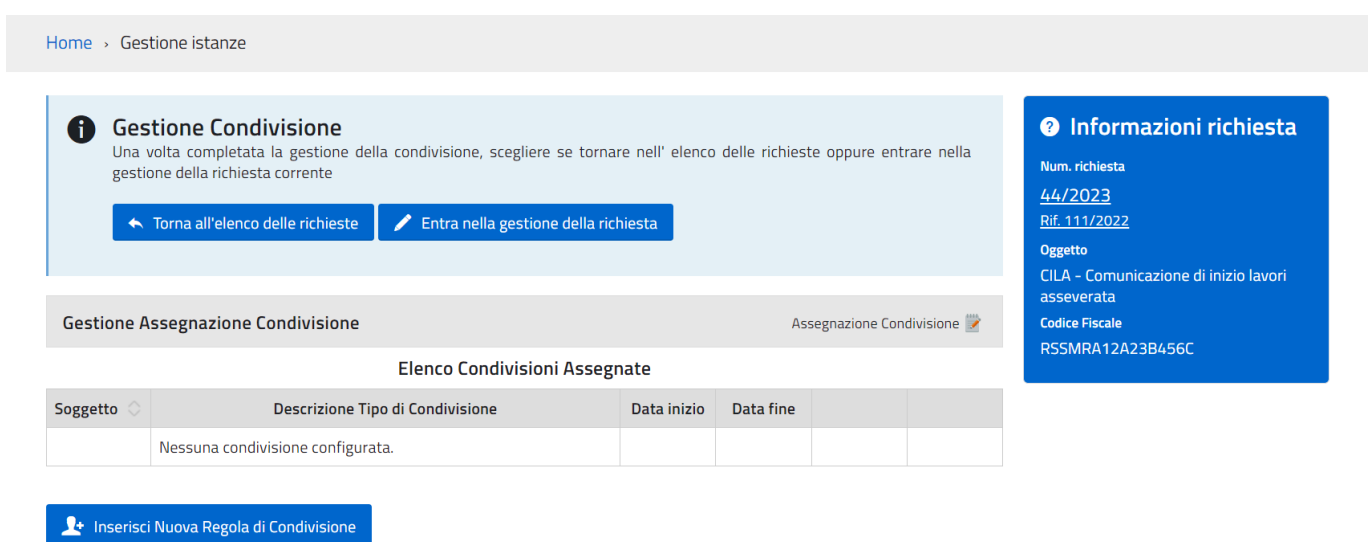 Home › Gestione istanze
Gestione Condivisione
Una volta completata la gestione della condivisione, scegliere se tornare nell' elenco delle richieste oppure entrare nella
gestione della richiesta corrente
Torna all'elenco delle richieste
Entra nella gestione della richiesta
Gestione Assegnazione Condivisione
Assegnazione Condivisione
Elenco Condivisioni Assegnate
Soggetto Descrizione Tipo di Condivisione Data inizio Data fine
Nessuna condivisione configurata.
Inserisci Nuova Regola di Condivisione
Informazioni richiesta
Num. richiesta
44/2023
Rif. 111/2022
Oggetto
CILA - Comunicazione di inizio lavori
asseverata
Codice Fiscale
RSSMRA12A23B456C